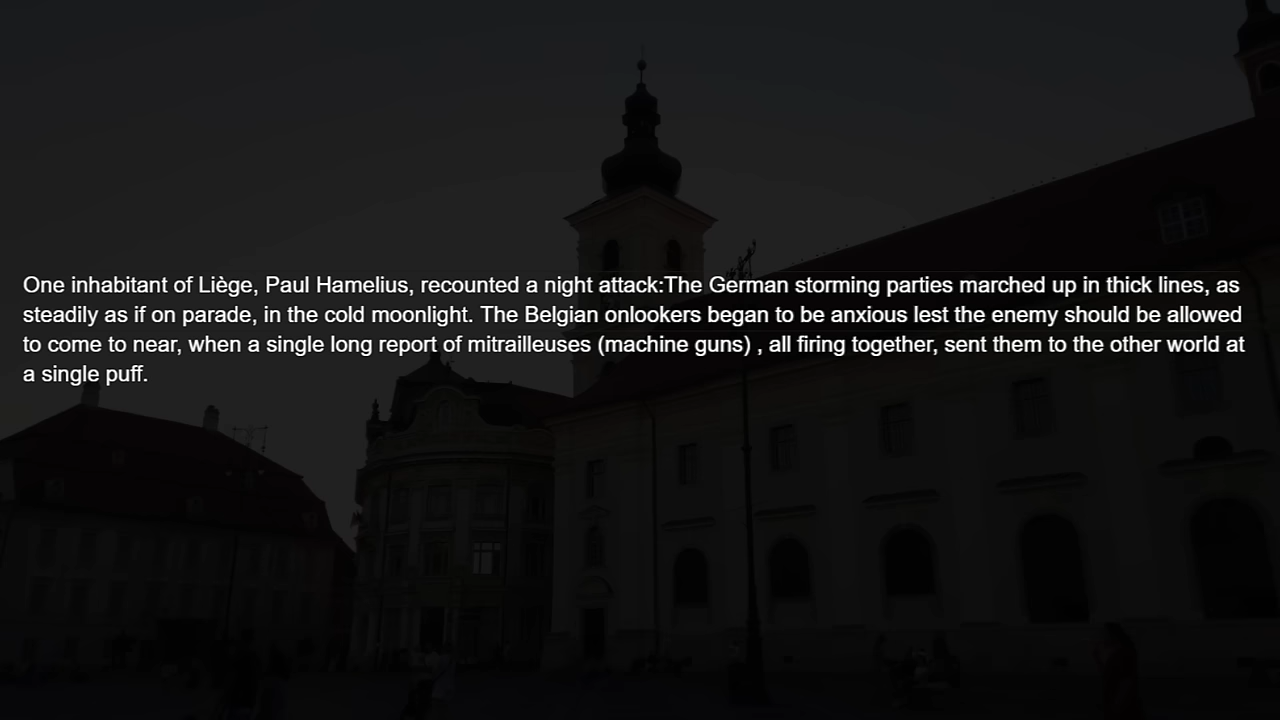 One inhabitant of Liège, Paul Hamelius, recounted a night attack:The German storming parties marched up in thick lines, as
steadily as if on parade, in the cold moonlight. The Belgian onlookers began to be anxious lest the enemy should be allowed
to come to near, when a single long report of mitrailleuses (machine guns) , all firing together, sent them to the other world at
a single puff.